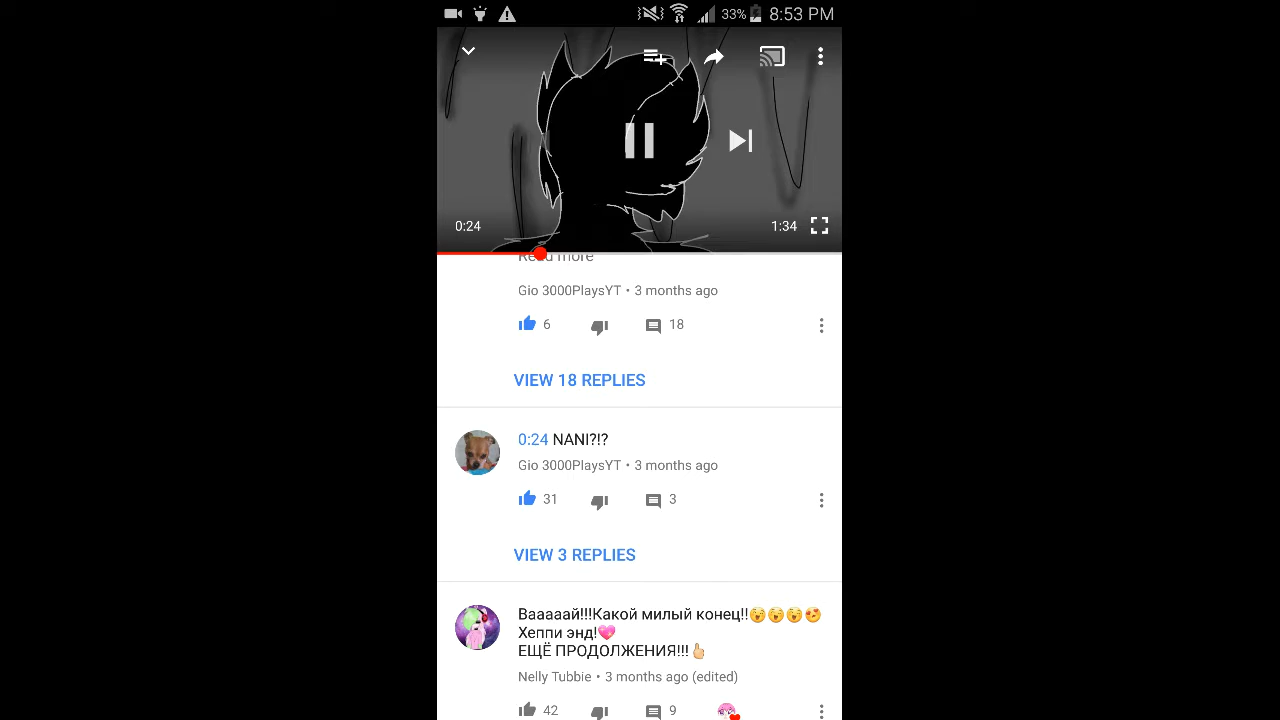 33% 8:53 PM
0:24 1:34
Read more
Gio 3000PlaysYT • 3 months ago
6 18
VIEW 18 REPLIES
0:24 NANI?!?
Gio 3000PlaysYT • 3 months ago
31 3
VIEW 3 REPLIES
Вааааай!!!Какой милый конец!!😲😲😲😍
Хеппи энд!💖
ЕЩЁ ПРОДОЛЖЕНИЯ!!!👍🏼
Nelly Tubbie • 3 months ago (edited)
42 9